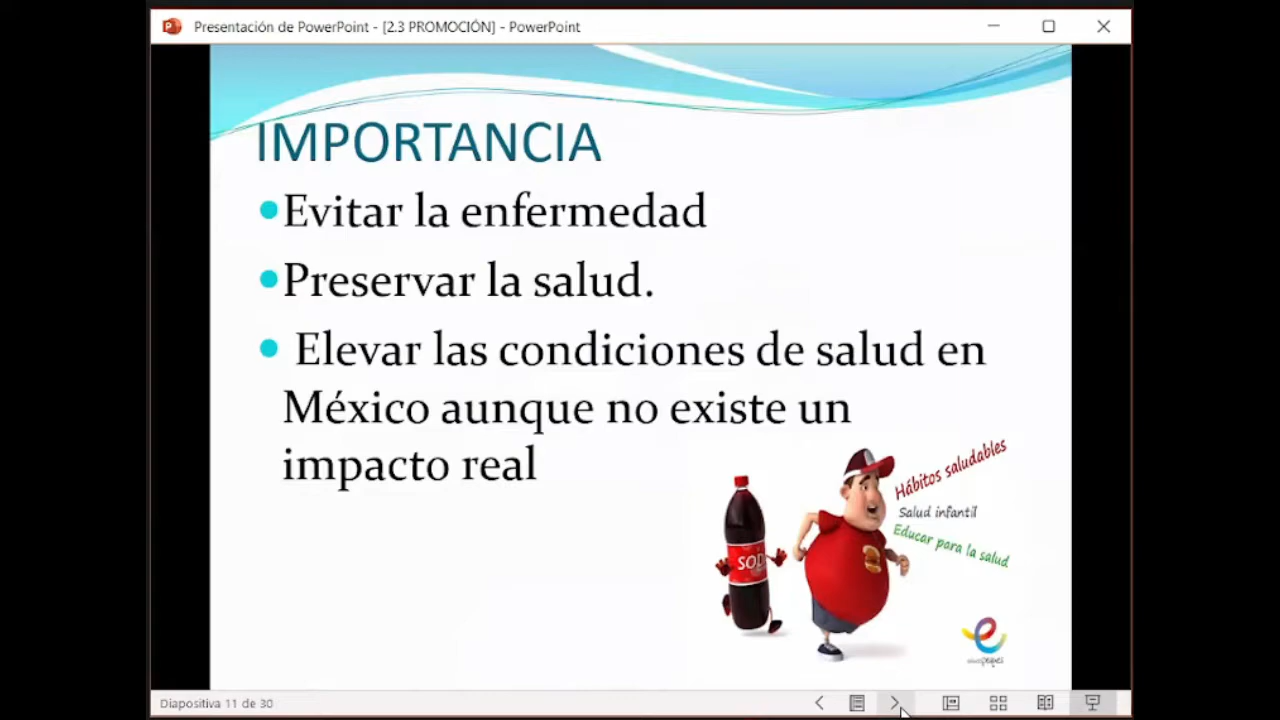 Presentación de PowerPoint - [2.3 PROMOCIÓN] - PowerPoint
IMPORTANCIA
•Evitar la enfermedad
•Preservar la salud.
• Elevar las condiciones de salud en
México aunque no existe un
impacto real
Hábitos saludables
Salud infantil
Educar para la salud
SODA
Diapositiva 11 de 30